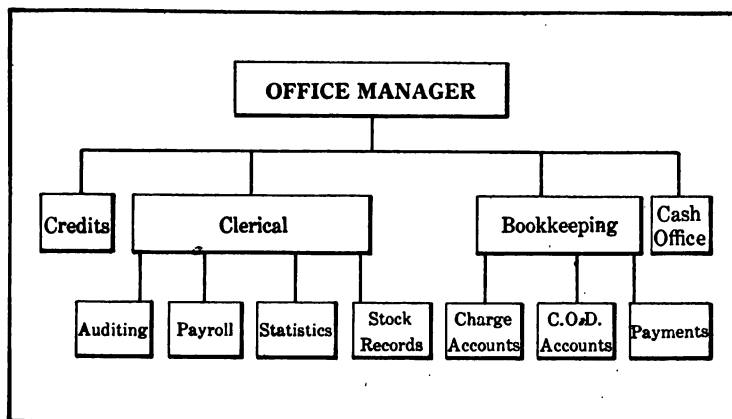 OFFICE MANAGER
Credits
Clerical
Bookkeeping
Cash
Office
Auditing
Payroll
Statistics
Stock
Records
Charge
Accounts
C.O.D.
Accounts
Payments